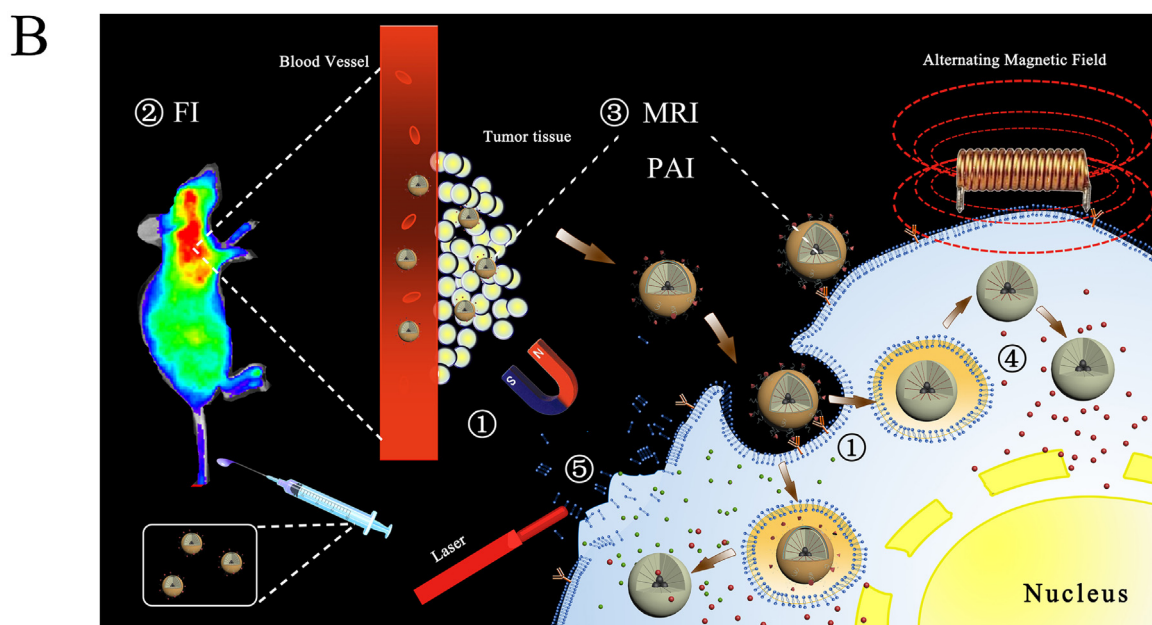 B
Blood Vessel
Alternating Magnetic Field
② FI
③ MRI
Tumor tissue
PAI
N
S
④
①
①
⑤
Laser
Nucleus